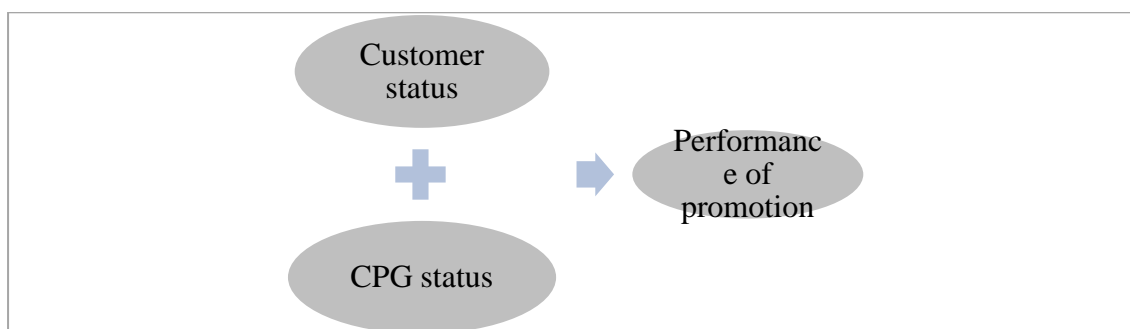 Customer
status
Performanc
e of
promotion
CPG status